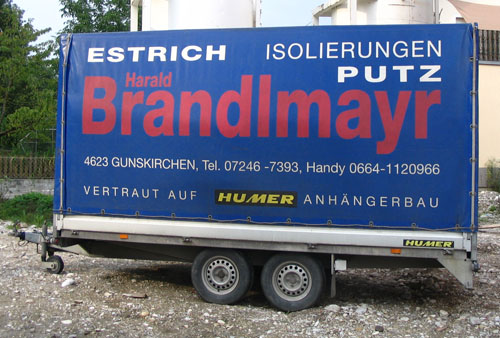 ESTRICH ISOLIERUNGEN
PUTZ
Harald
Brandlmayr
4623 GUNSKIRCHEN, Tel. 07246 -7393, Handy 0664-1120966
VERTRAUT AUF HUMER ANHÄNGERBAU
HUMER